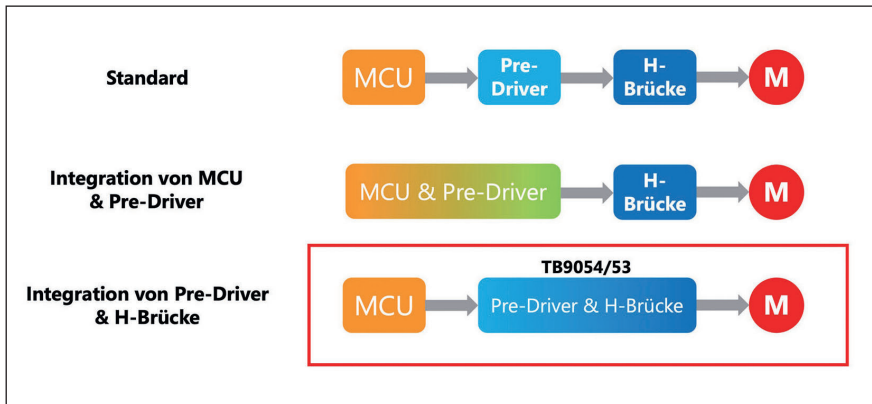 Standard
MCU
Pre-
Driver
H-
Brücke
M
Integration von MCU
& Pre-Driver
MCU & Pre-Driver
H-
Brücke
M
TB9054/53
Integration von Pre-Driver
& H-Brücke
MCU
Pre-Driver & H-Brücke
M